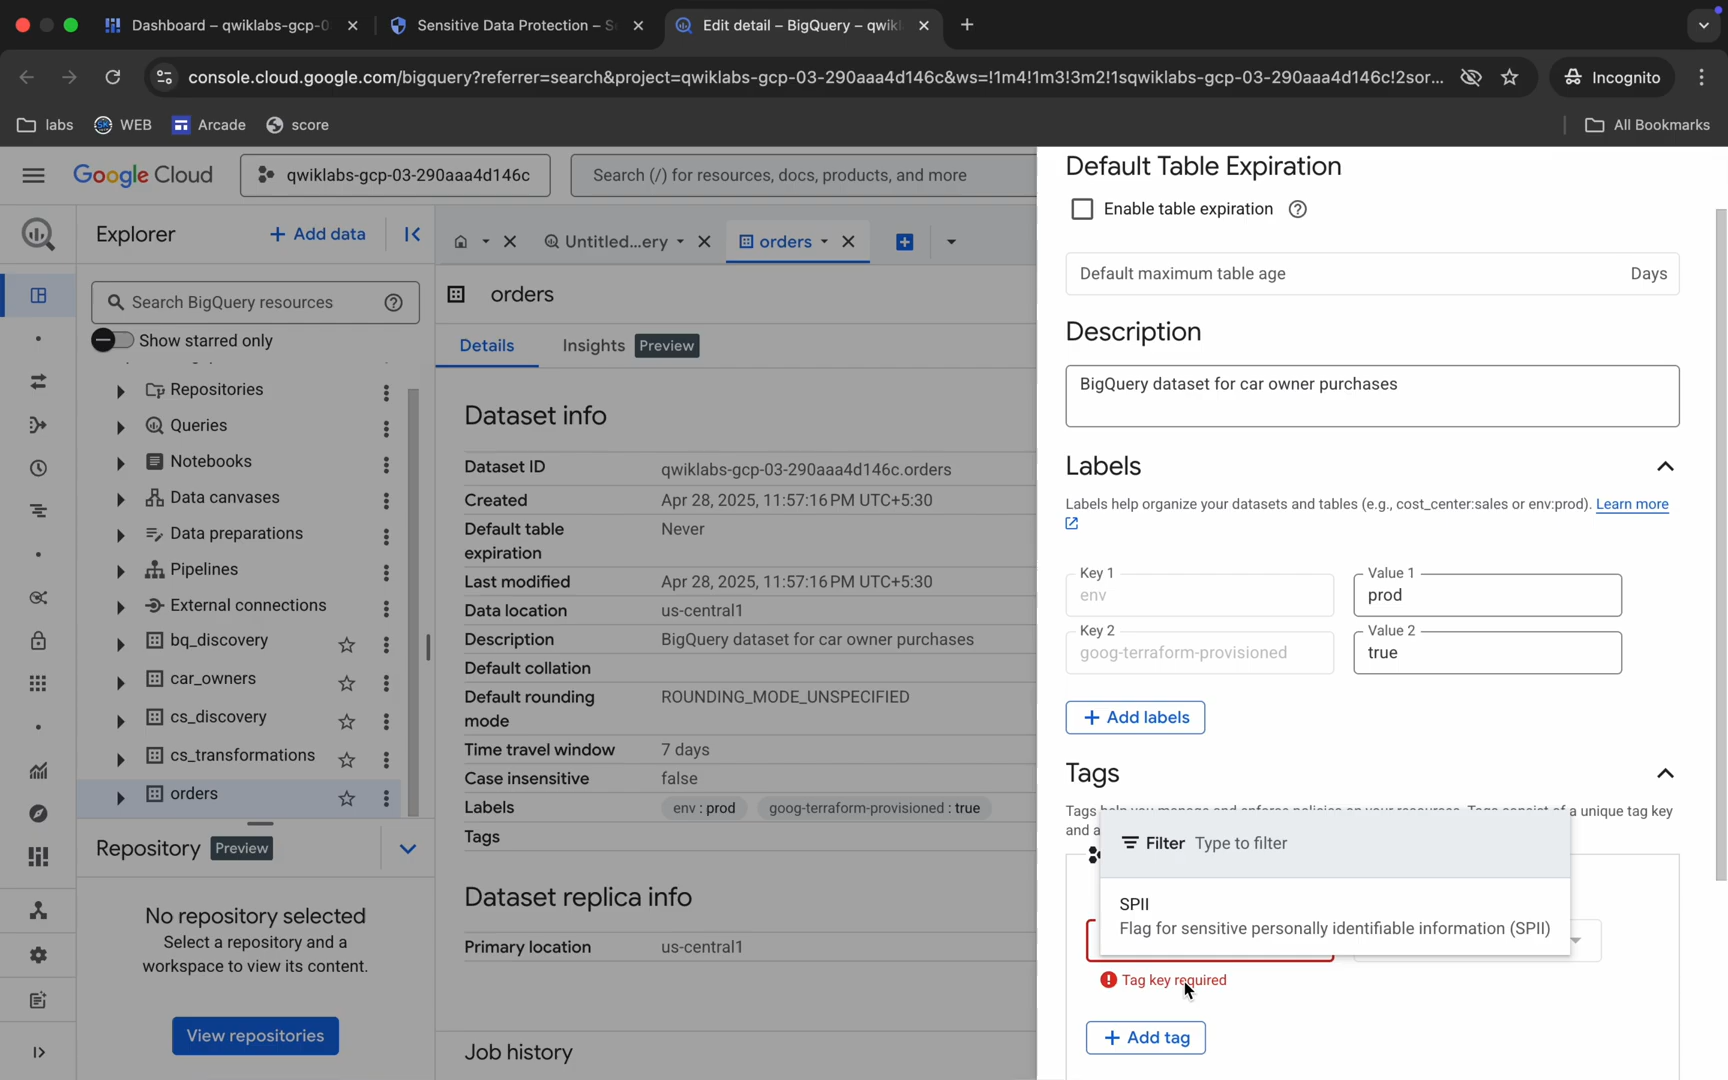 Dashboard – qwiklabs-gcp-0
Sensitive Data Protection – S
Edit detail – BigQuery – qwik
console.cloud.google.com/bigquery?referrer=search&project=qwiklabs-gcp-03-290aaa4d146c&ws=!1m4!1m3!3m2!1sqwiklabs-gcp-03-290aaa4d146c!2sor...
Incognito
labs
WEB
Arcade
score
All Bookmarks
Google Cloud
qwiklabs-gcp-03-290aaa4d146c
Search (/) for resources, docs, products, and more
Explorer
+ Add data
Search BigQuery resources
Show starred only
Repositories
Queries
Notebooks
Data canvases
Data preparations
Pipelines
External connections
bq_discovery
car_owners
cs_discovery
cs_transformations
orders
Repository Preview
No repository selected
Select a repository and a
workspace to view its content.
View repositories
Untitled...ery
orders
orders
Details
Insights Preview
Dataset info
Dataset ID qwiklabs-gcp-03-290aaa4d146c.orders
Created Apr 28, 2025, 11:57:16 PM UTC+5:30
Default table Never
expiration
Last modified Apr 28, 2025, 11:57:16 PM UTC+5:30
Data location us-central1
Description BigQuery dataset for car owner purchases
Default collation
Default rounding ROUNDING_MODE_UNSPECIFIED
mode
Time travel window 7 days
Case insensitive false
Labels env : prod goog-terraform-provisioned : true
Tags
Dataset replica info
Primary location us-central1
Job history
Default Table Expiration
Enable table expiration
Default maximum table age Days
Description
BigQuery dataset for car owner purchases
Labels
Labels help organize your datasets and tables (e.g., cost_center:sales or env:prod). Learn more
Key 1
env
Value 1
prod
Key 2
goog-terraform-provisioned
Value 2
true
+ Add labels
Tags
Tags help you manage and enforce policies on your resources. Tags consist of a unique tag key
and a
Filter Type to filter
SPII
Flag for sensitive personally identifiable information (SPII)
Tag key required
+ Add tag